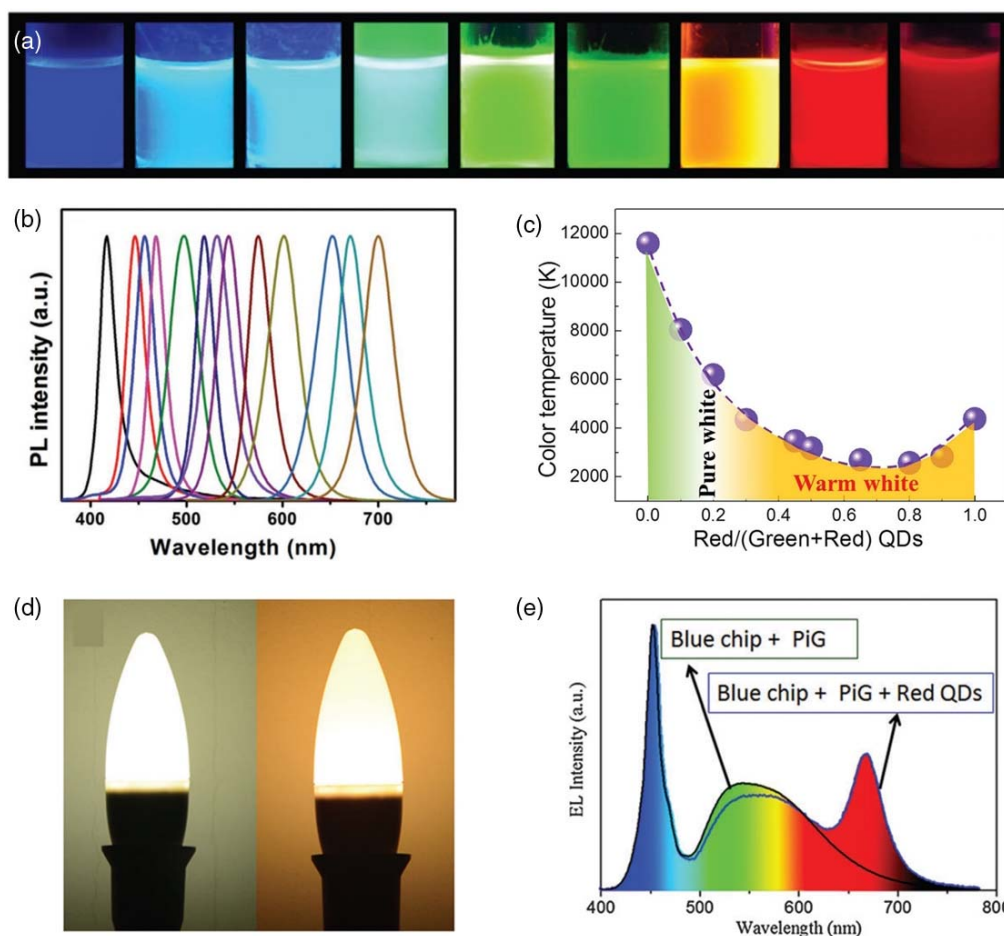 (a)
(b)
PL intensity (a.u.)
400 500 600 700
Wavelength (nm)
(c)
Color temperature (K)
12000
10000
8000
6000
4000
2000
Pure white
Warm white
0.0 0.2 0.4 0.6 0.8 1.0
Red/(Green+Red) QDs
(d)
(e)
EL Intensity (a.u.)
Blue chip + PiG
Blue chip + PiG + Red QDs
400 500 600 700 800
Wavelength (nm)